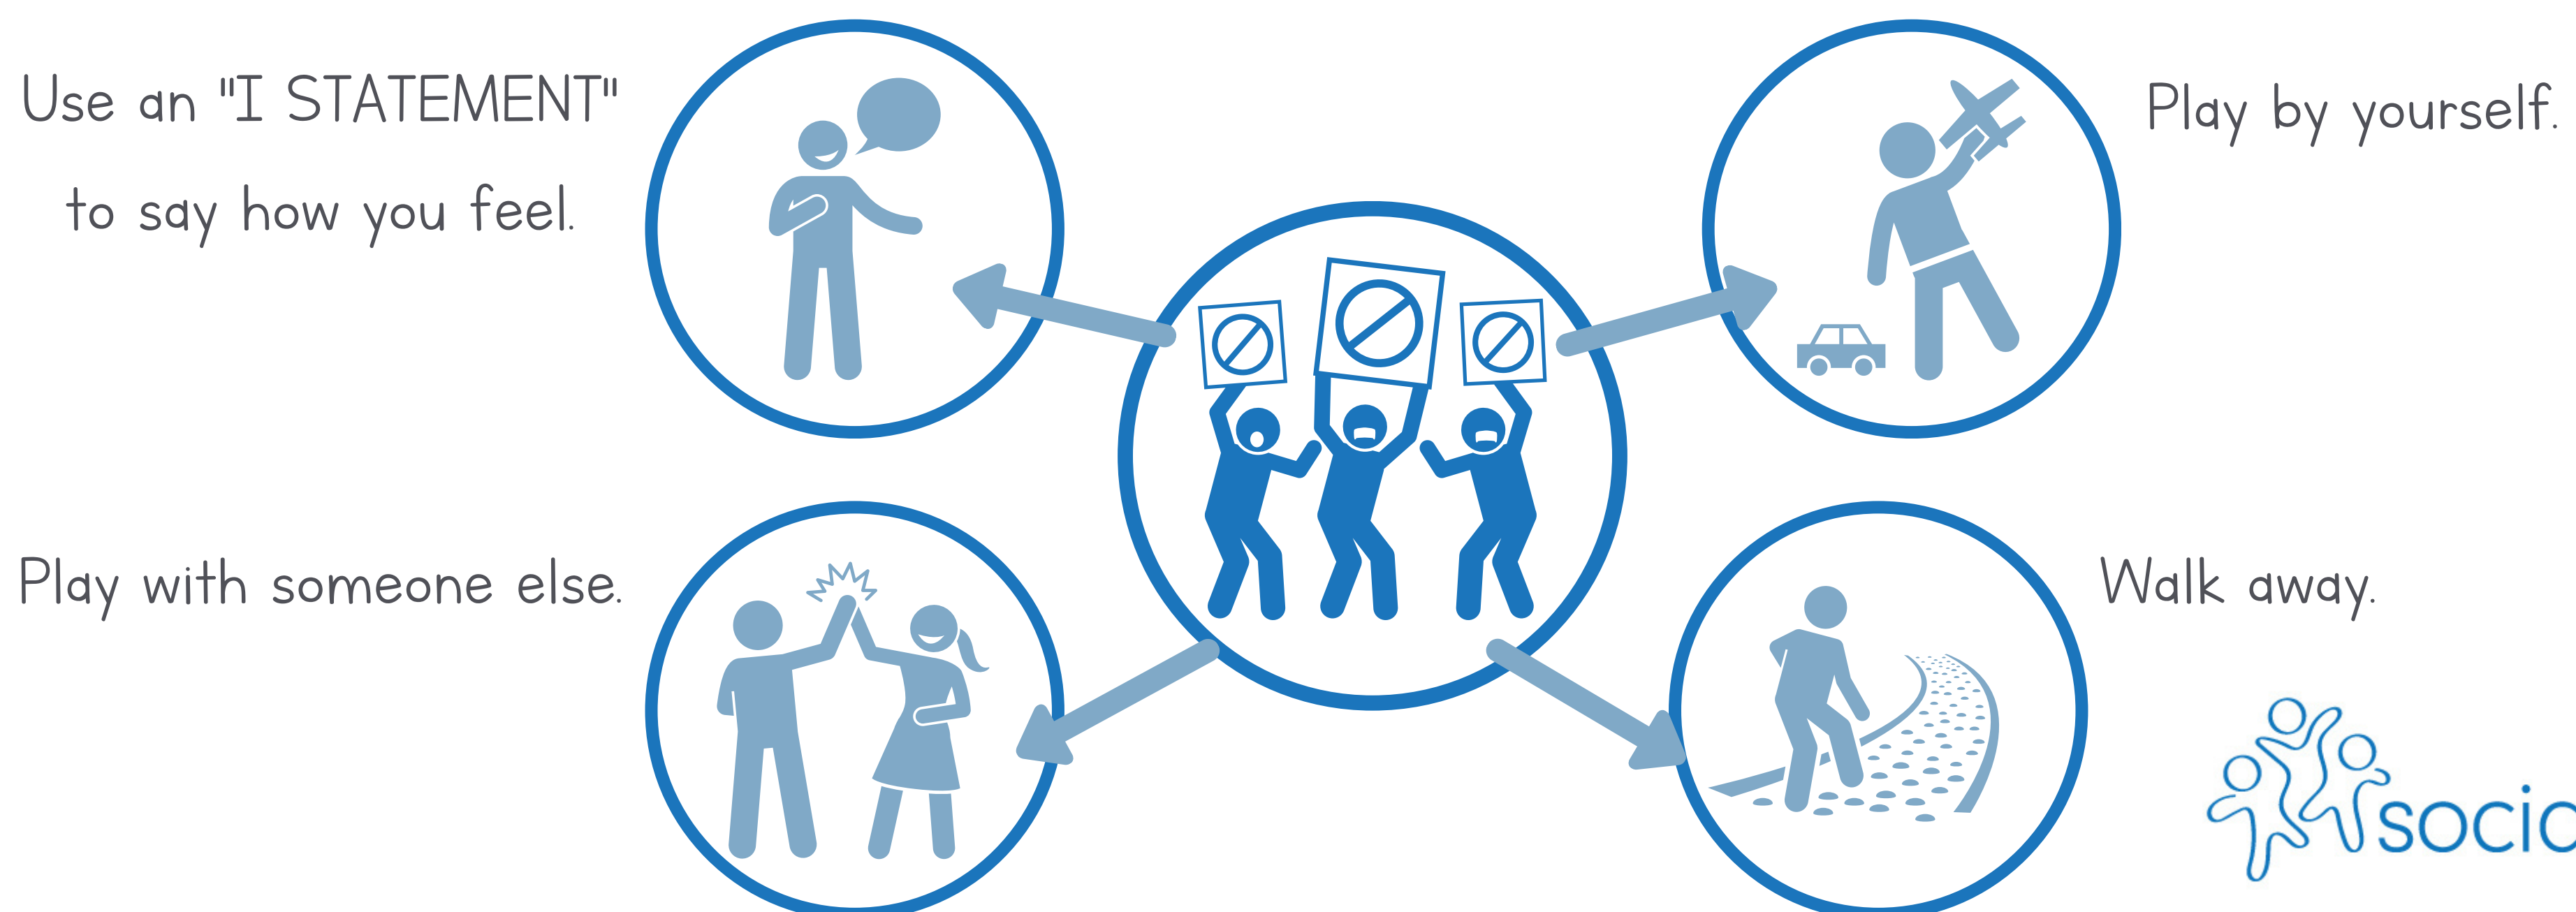 Use an "I STATEMENT"
to say how you feel.
Play by yourself.
Play with someone else.
Walk away.